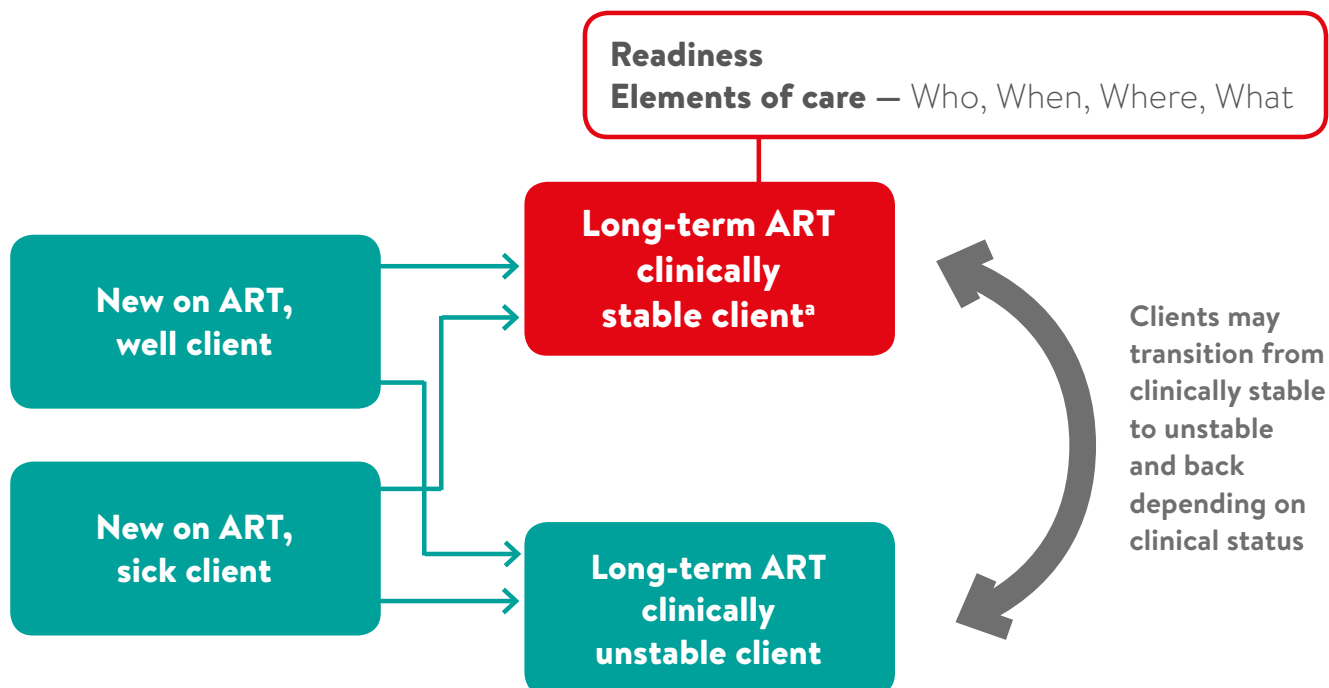 Readiness
Elements of care — Who, When, Where, What
Long-term ART
clinically
stable clientᵃ
New on ART,
well client
Clients may
transition from
clinically stable
to unstable
and back
depending on
clinical status
New on ART,
sick client
Long-term ART
clinically
unstable client